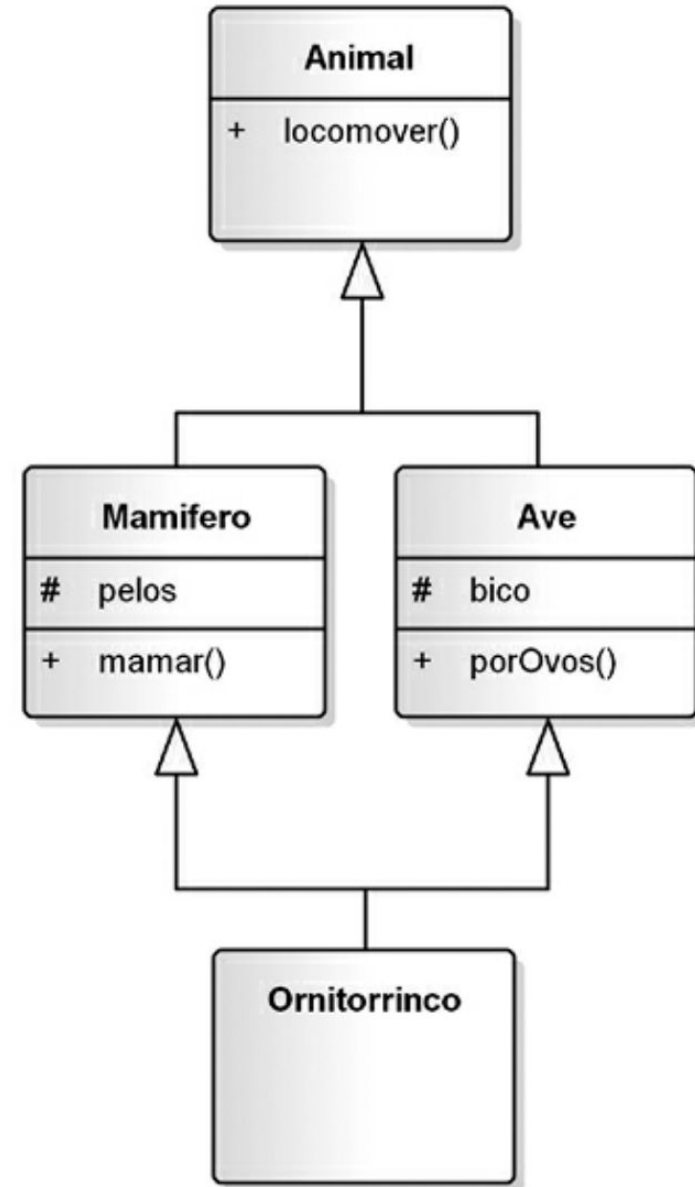 Animal
+ locomover()
Mamifero
# pelos
+ mamar()
Ave
# bico
+ porOvos()
Ornitorrinco